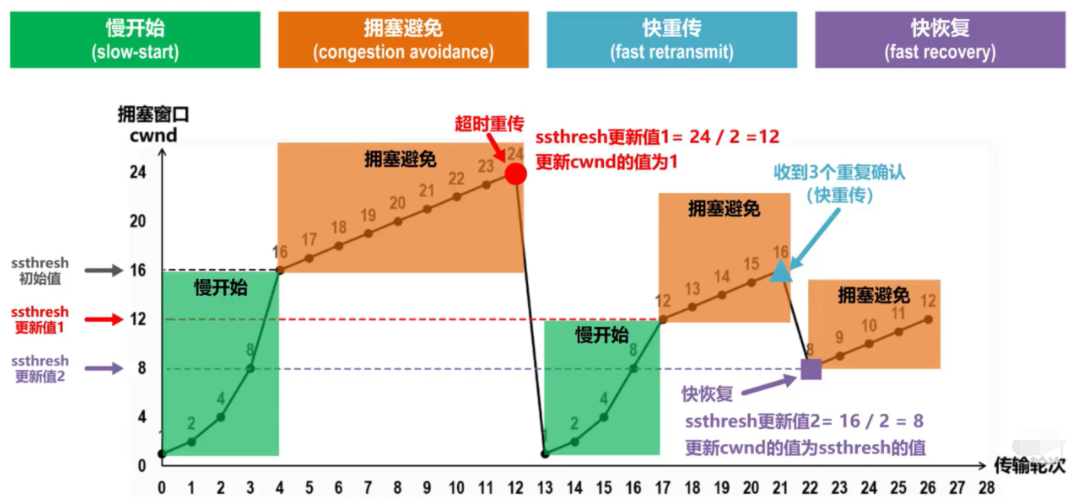 慢开始
(slow-start)
拥塞避免
(congestion avoidance)
快重传
(fast retransmit)
快恢复
(fast recovery)
拥塞窗口
cwnd
超时重传
ssthresh更新值1= 24 / 2 =12
更新cwnd的值为1
收到3个重复确认
（快重传）
24
20
16
12
8
4
0
ssthresh
初始值
ssthresh
更新值1
ssthresh
更新值2
慢开始
2
4
8
拥塞避免
16
17
18
19
20
21
22
23
24
慢开始
1
2
4
8
拥塞避免
12
13
14
15
16
拥塞避免
8
9
10
11
12
快恢复
ssthresh更新值2= 16 / 2 = 8
更新cwnd的值为ssthresh的值
0 1 2 3 4 5 6 7 8 9 10 11 12 13 14 15 16 17 18 19 20 21 22 23 24 25 26 27 28
传输轮次